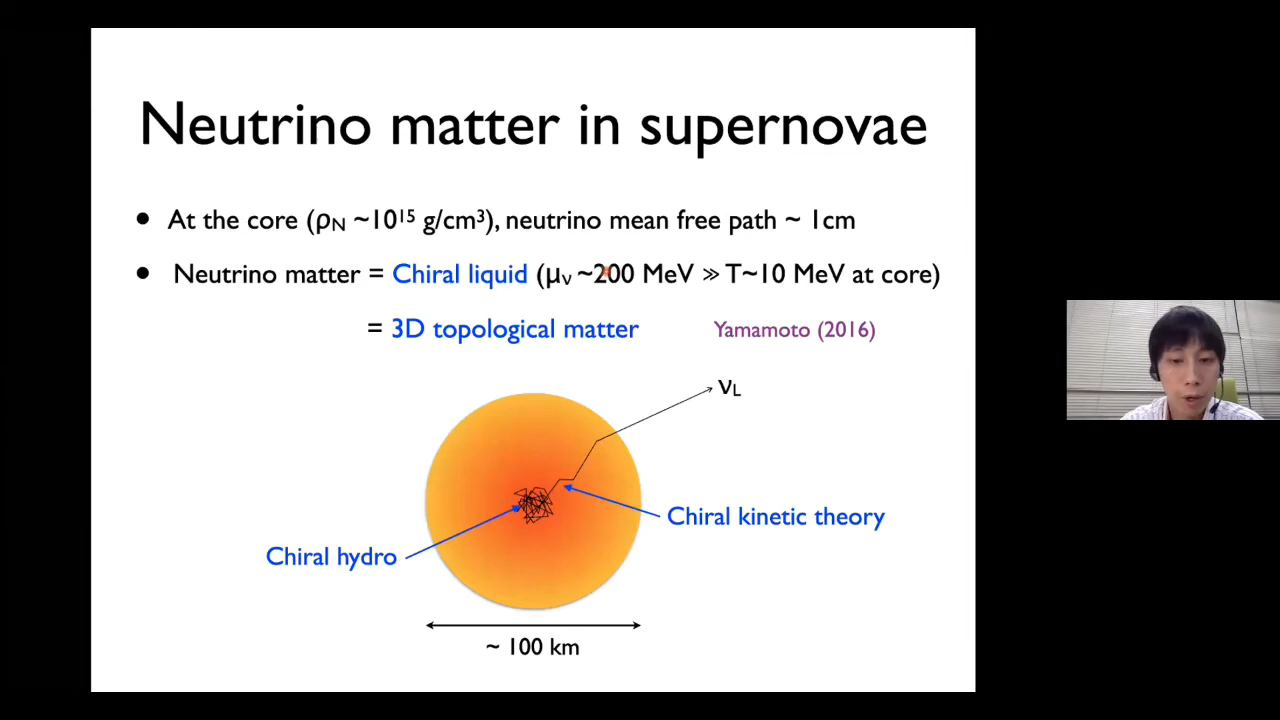 Neutrino matter in supernovae
• At the core (ρN ~10¹⁵ g/cm³), neutrino mean free path ~ 1cm
• Neutrino matter = Chiral liquid (μν ~200 MeV ≫ T~10 MeV at core)
= 3D topological matter Yamamoto (2016)
νL
Chiral kinetic theory
Chiral hydro
~ 100 km